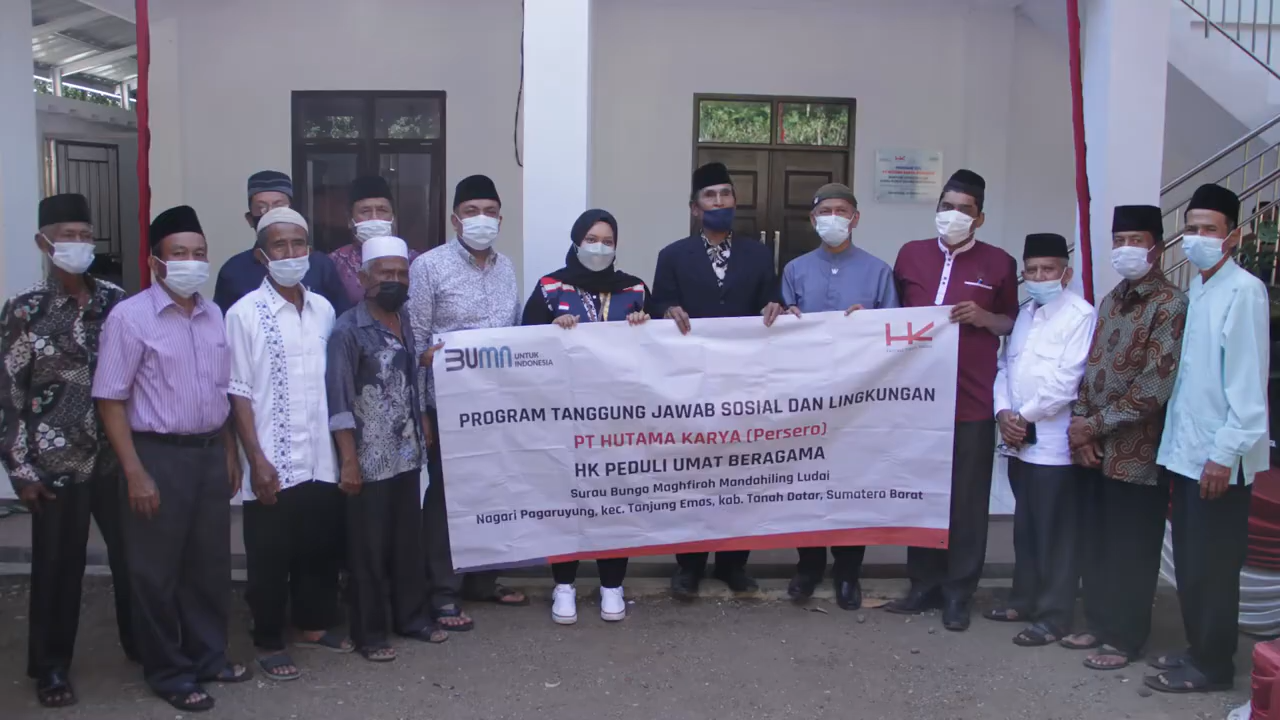 BUMN UNTUK
INDONESIA
HK
PROGRAM TANGGUNG JAWAB SOSIAL DAN LINGKUNGAN
PT HUTAMA KARYA (Persero)
HK PEDULI UMAT BERAGAMA
Surau Bunga Maghfiroh Mandahiling Ludai
Nagari Pagaruyung, kec. Tanjung Emas, kab. Tanah Datar, Sumatera Barat